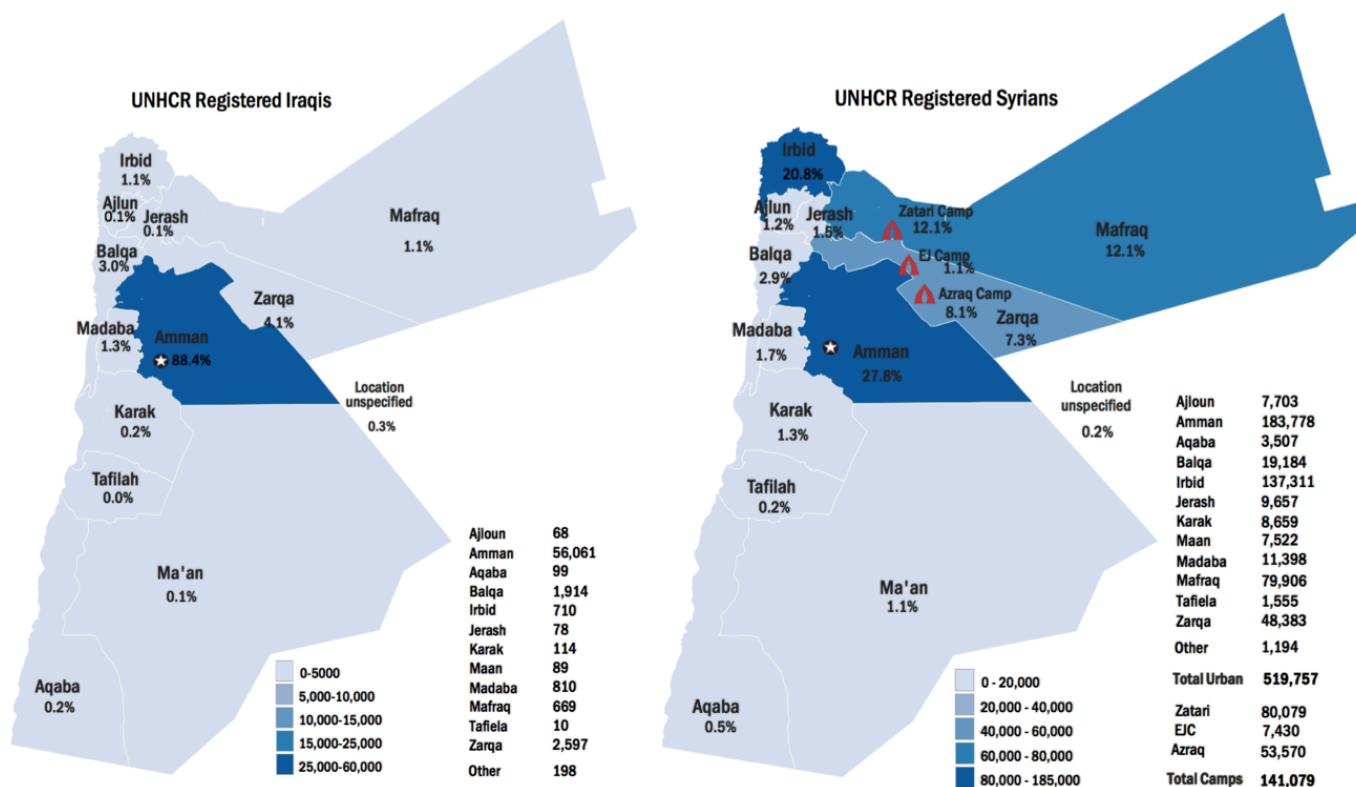 UNHCR Registered Iraqis
Irbid
1.1%
Ajlun
0.1%
Jerash
0.1%
Mafraq
1.1%
Balqa
3.0%
Zarqa
4.1%
Madaba
1.3%
Amman
88.4%
Location
unspecified
0.3%
Karak
0.2%
Tafilah
0.0%
Ma'an
0.1%
Aqaba
0.2%
0-5000
5,000-10,000
10,000-15,000
15,000-25,000
25,000-60,000
Ajloun 68
Amman 56,061
Aqaba 99
Balqa 1,914
Irbid 710
Jerash 78
Karak 114
Maan 89
Madaba 810
Mafraq 669
Tafiela 10
Zarqa 2,597
Other 198
UNHCR Registered Syrians
Irbid
20.8%
Ajlun
1.2%
Jerash
1.5%
Zatari Camp
12.1%
Mafraq
12.1%
Balqa
2.9%
EJ Camp
1.1%
Azraq Camp
8.1%
Zarqa
7.3%
Madaba
1.7%
Amman
27.8%
Location
unspecified
0.2%
Karak
1.3%
Tafilah
0.2%
Ma'an
1.1%
Aqaba
0.5%
0 - 20,000
20,000 - 40,000
40,000 - 60,000
60,000 - 80,000
80,000 - 185,000
Ajloun 7,703
Amman 183,778
Aqaba 3,507
Balqa 19,184
Irbid 137,311
Jerash 9,657
Karak 8,659
Maan 7,522
Madaba 11,398
Mafraq 79,906
Tafiela 1,555
Zarqa 48,383
Other 1,194
Total Urban 519,757
Zatari 80,079
EJC 7,430
Azraq 53,570
Total Camps 141,079